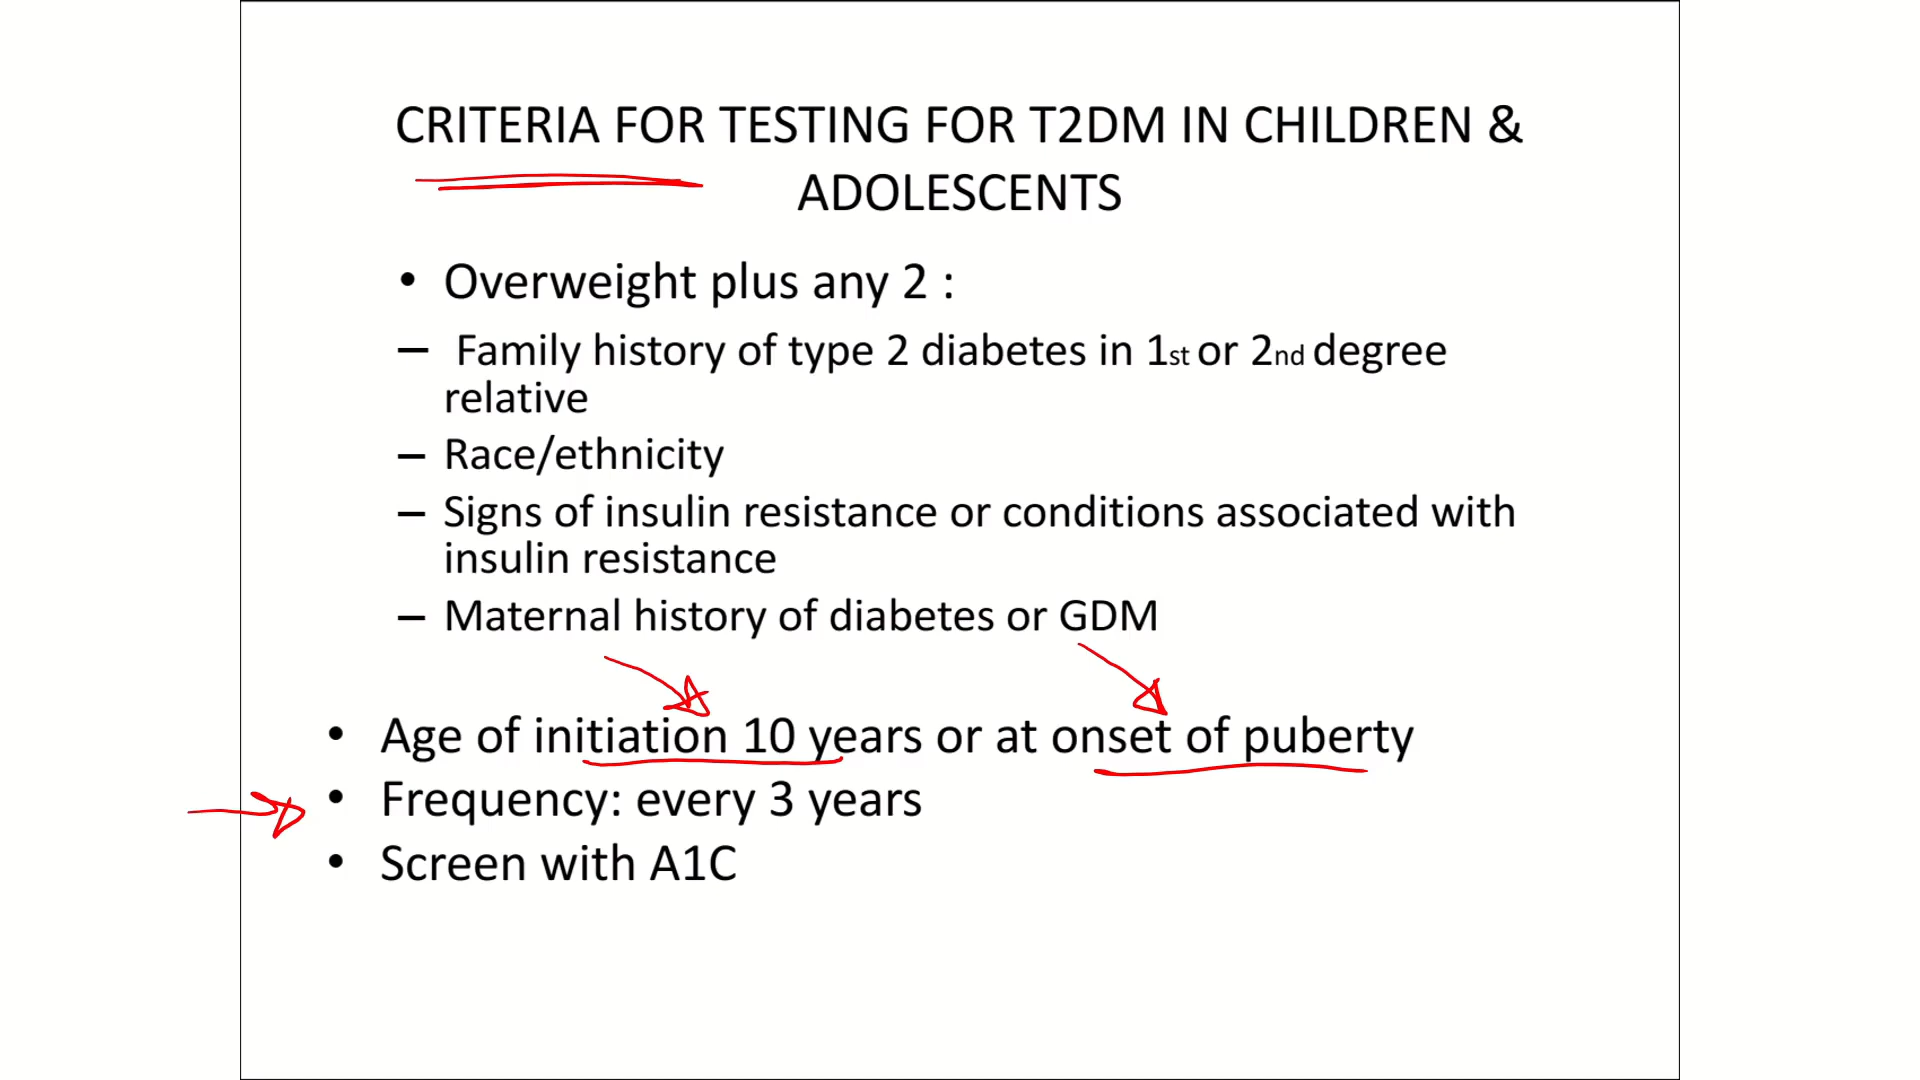 CRITERIA FOR TESTING FOR T2DM IN CHILDREN &
ADOLESCENTS
• Overweight plus any 2 :
– Family history of type 2 diabetes in 1st or 2nd degree
relative
– Race/ethnicity
– Signs of insulin resistance or conditions associated with
insulin resistance
– Maternal history of diabetes or GDM
• Age of initiation 10 years or at onset of puberty
• Frequency: every 3 years
• Screen with A1C